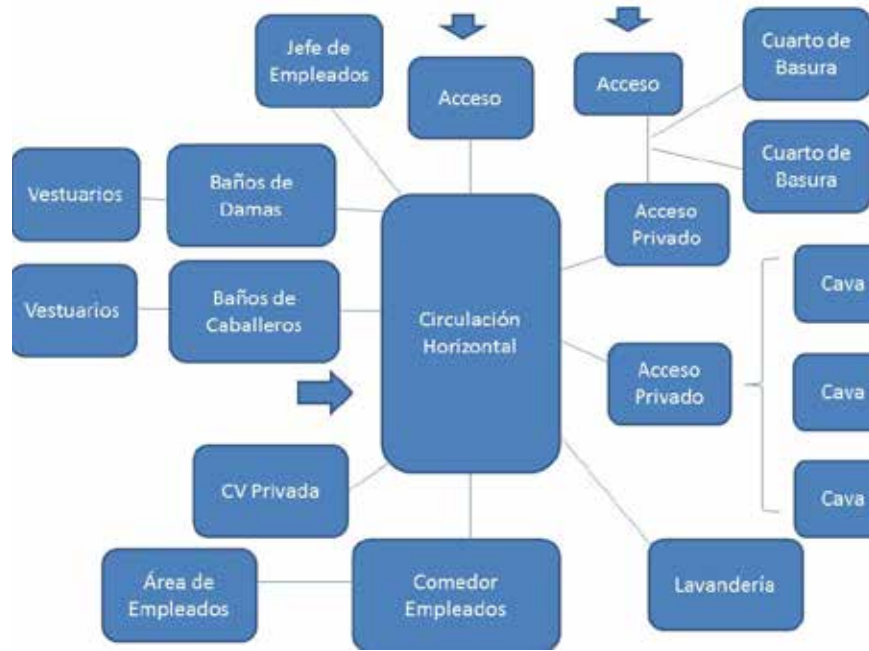 Jefe de
Empleados
Acceso
Acceso
Cuarto de
Basura
Cuarto de
Basura
Vestuarios
Baños de
Damas
Acceso
Privado
Vestuarios
Baños de
Caballeros
Circulación
Horizontal
Cava
Acceso
Privado
Cava
CV Privada
Cava
Área de
Empleados
Comedor
Empleados
Lavandería